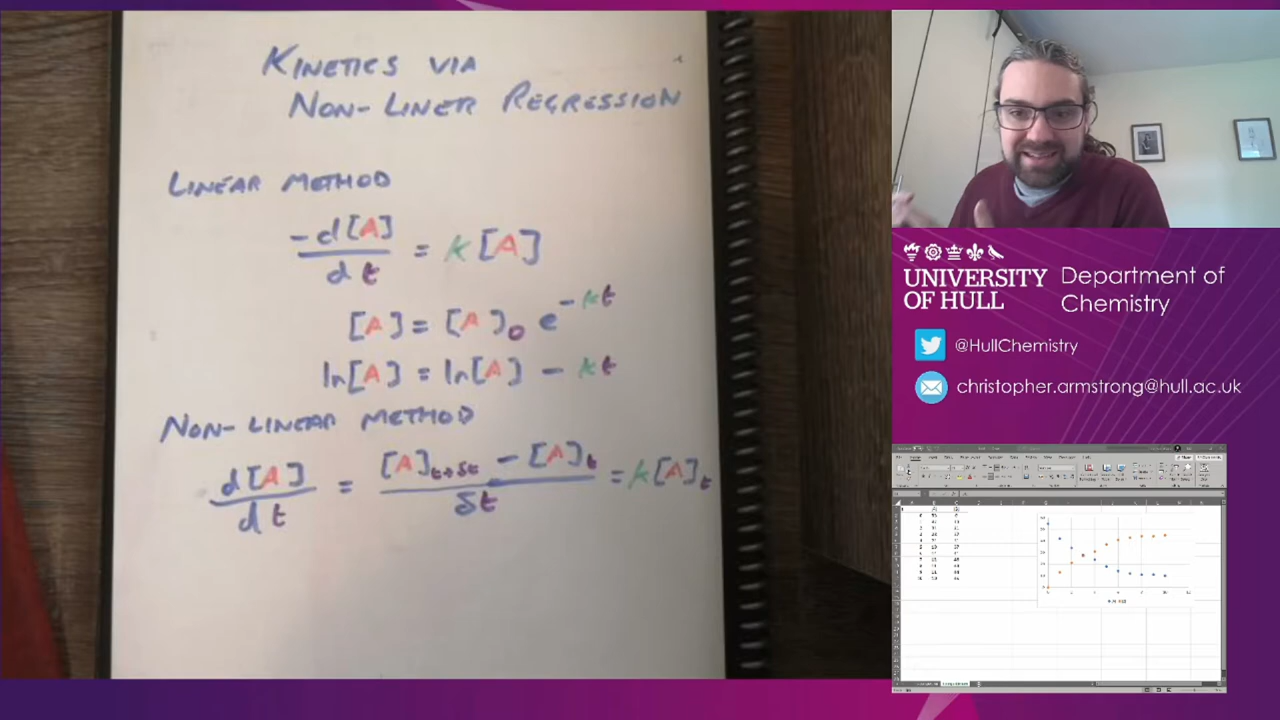 KINETICS VIA
NON-LINER REGRESSION
LINEAR METHOD
-d[A]/dt = k[A]
[A] = [A]₀ e^-kt
ln[A] = ln[A] - kt
NON-LINEAR METHOD
d[A]/dt = [A]t+δt - [A]t / δt = k[A]t
UNIVERSITY
OF HULL
Department of
Chemistry
@HullChemistry
christopher.armstrong@hull.ac.uk